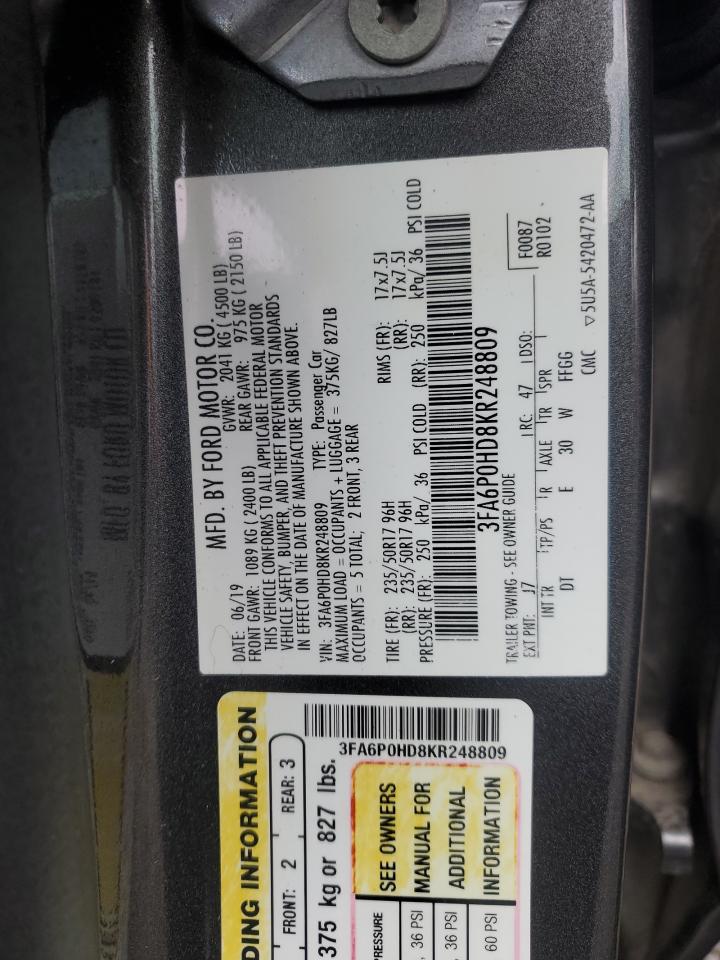 MFD. BY FORD MOTOR CO.
DATE: 06/19 GVWR: 2041 KG ( 4500 LB)
FRONT GAWR: 1089 KG ( 2400 LB) REAR GAWR: 975 KG ( 2150 LB)
THIS VEHICLE CONFORMS TO ALL APPLICABLE FEDERAL MOTOR
VEHICLE SAFETY, BUMPER, AND THEFT PREVENTION STANDARDS
IN EFFECT ON THE DATE OF MANUFACTURE SHOWN ABOVE.
VIN: 3FA6P0HD8KR248809 TYPE: Passenger Car
MAXIMUM LOAD = OCCUPANTS + LUGGAGE = 375KG/ 827LB
OCCUPANTS = 5 TOTAL; 2 FRONT, 3 REAR
TIRE (FR): 235/50R17 96H RIMS (FR): 17x7.5J
(RR): 235/50R17 96H (RR): 17x7.5J
PRESSURE (FR): 250 kPa/ 36 PSI COLD (RR): 250 kPa/ 36 PSI COLD
3FA6P0HD8KR248809
TRAILER TOWING - SEE OWNER GUIDE
F0087
R0102
EXT PNT: J7 RC: 47 DSO:
INT TR TP/PS R AXLE TR SPR
DT E 30 W FFGG
CMC ▽5U5A-5420472-AA
DING INFORMATION
FRONT: 2 REAR: 3
375 kg or 827 lbs.
3FA6P0HD8KR248809
PRESSURE
, 36 PSI
, 36 PSI
60 PSI
SEE OWNERS
MANUAL FOR
ADDITIONAL
INFORMATION